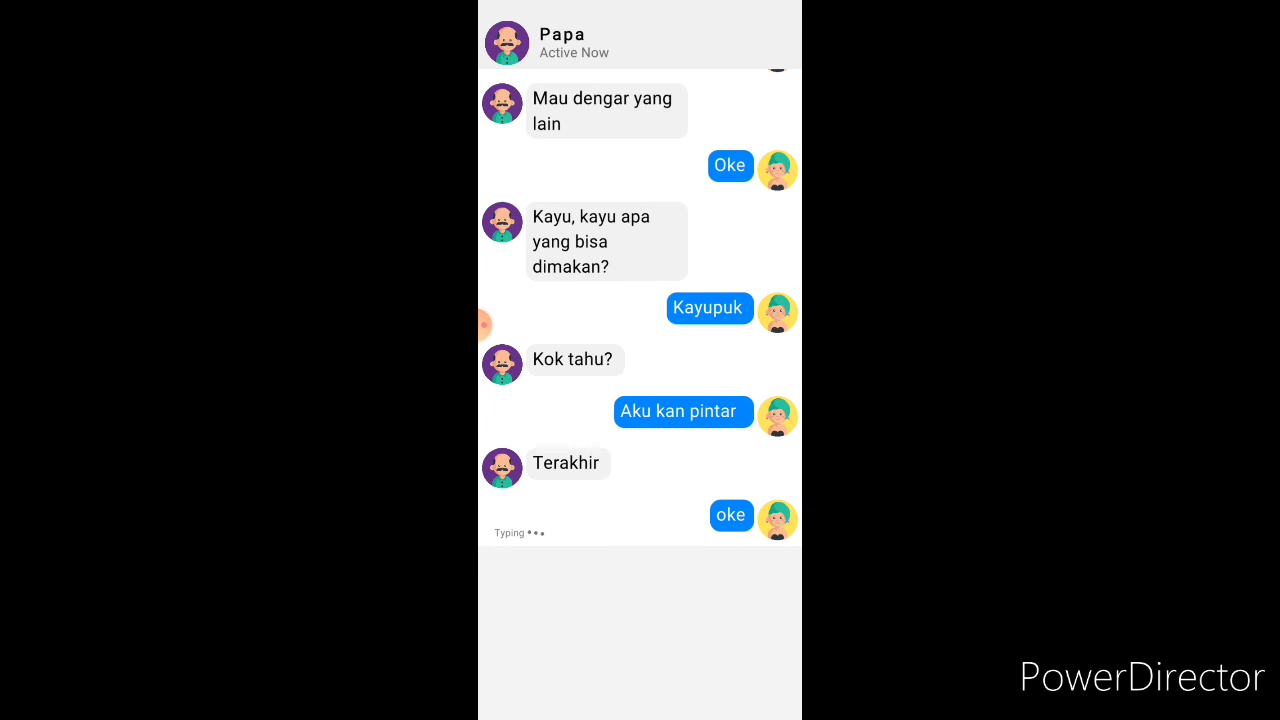 Papa
Active Now
Mau dengar yang
lain
Oke
Kayu, kayu apa
yang bisa
dimakan?
Kayupuk
Kok tahu?
Aku kan pintar
Terakhir
oke
Typing
PowerDirector